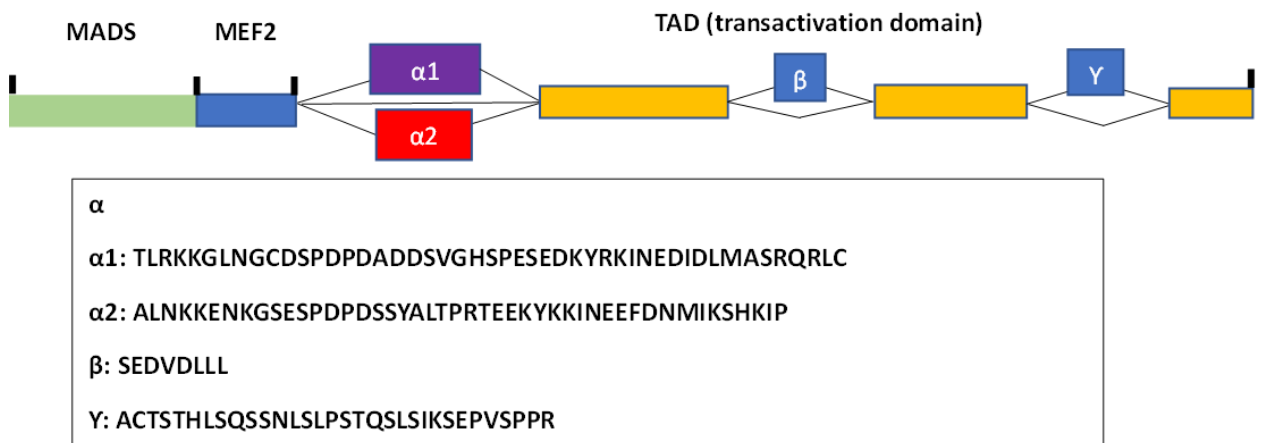 TAD (transactivation domain)
MADS MEF2
α1
β
ϒ
α2
α
α1: TLRKKGLNGCDSPDPDADDSVGHSPESEDKYRKINEDIDLMASRQRLC
α2: ALNKKENKGSESPDPDSSYALTPRTEEKYKKINEEFDNMIKSHKIP
β: SEDVDLLL
ϒ: ACTSTHLSQSSNLSLPSTQSLSIKSEPVSPPR